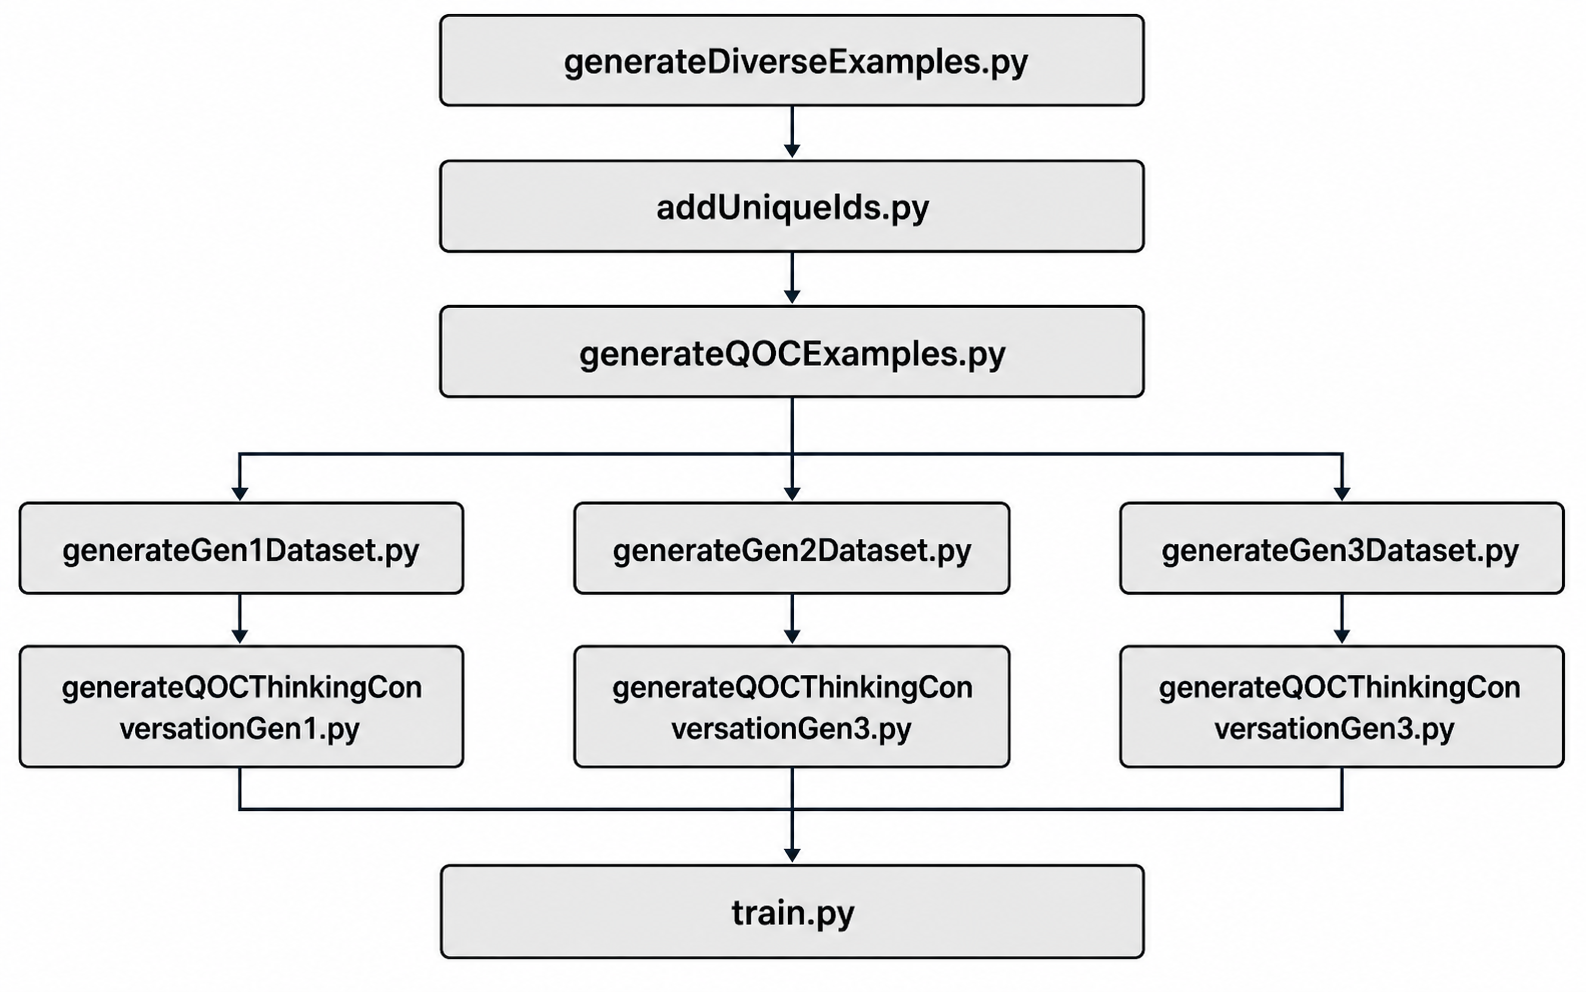 generateDiverseExamples.py
addUniqueIds.py
generateQOCExamples.py
generateGen1Dataset.py
generateGen2Dataset.py
generateGen3Dataset.py
generateQOCThinkingCon
versationGen1.py
generateQOCThinkingCon
versationGen3.py
generateQOCThinkingCon
versationGen3.py
train.py